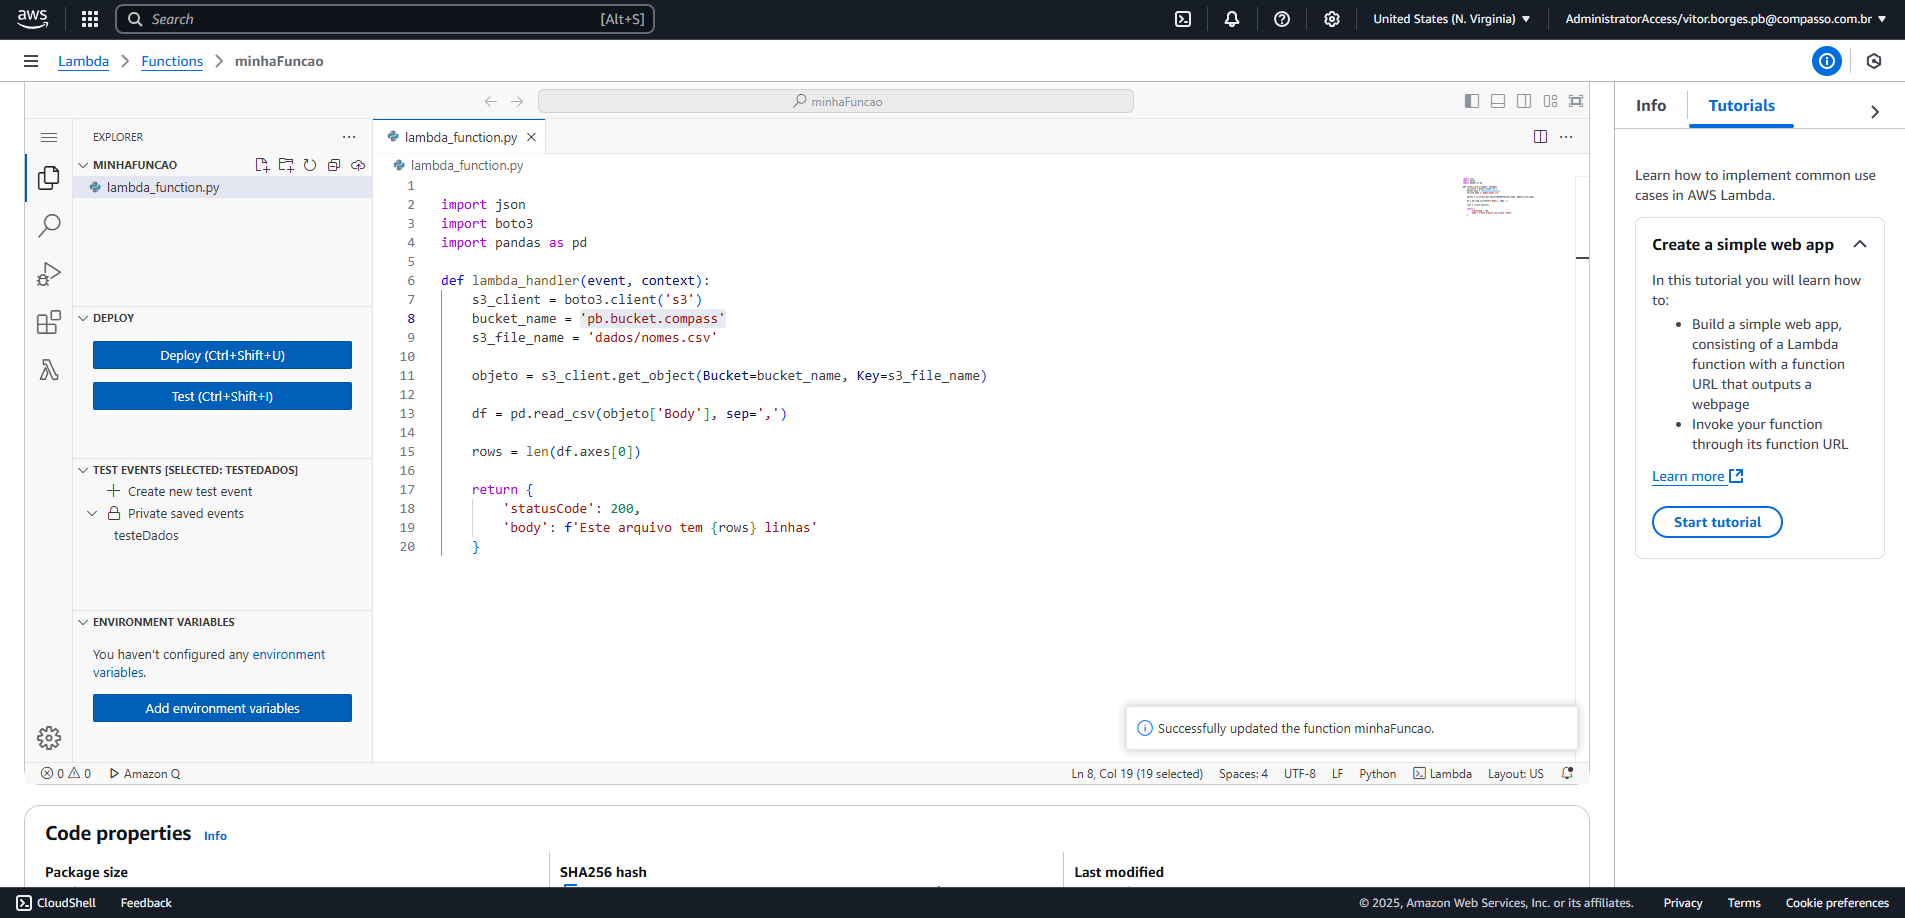 aws
Search [Alt+S]
United States (N. Virginia) ▼
AdministratorAccess/vitor.borges.pb@compasso.com.br ▼
Lambda > Functions > minhaFuncao
minhaFuncao
EXPLORER
MINHAFUNCAO
lambda_function.py
DEPLOY
Deploy (Ctrl+Shift+U)
Test (Ctrl+Shift+I)
TEST EVENTS [SELECTED: TESTEDADOS]
Create new test event
Private saved events
testeDados
ENVIRONMENT VARIABLES
You haven't configured any environment
variables.
Add environment variables
lambda_function.py
lambda_function.py
1
2 import json
3 import boto3
4 import pandas as pd
5
6 def lambda_handler(event, context):
7 s3_client = boto3.client('s3')
8 bucket_name = 'pb.bucket.compass'
9 s3_file_name = 'dados/nomes.csv'
10
11 objeto = s3_client.get_object(Bucket=bucket_name, Key=s3_file_name)
12
13 df = pd.read_csv(objeto['Body'], sep=',')
14
15 rows = len(df.axes[0])
16
17 return {
18 'statusCode': 200,
19 'body': f'Este arquivo tem {rows} linhas'
20 }
Successfully updated the function minhaFuncao.
0 0 Amazon Q
Ln 8, Col 19 (19 selected) Spaces: 4 UTF-8 LF Python Lambda Layout: US
Info
Tutorials
Learn how to implement common use
cases in AWS Lambda.
Create a simple web app
In this tutorial you will learn how
to:
• Build a simple web app,
consisting of a Lambda
function with a function
URL that outputs a
webpage
• Invoke your function
through its function URL
Learn more
Start tutorial
Code properties Info
Package size
SHA256 hash
Last modified
CloudShell Feedback
© 2025, Amazon Web Services, Inc. or its affiliates. Privacy Terms Cookie preferences